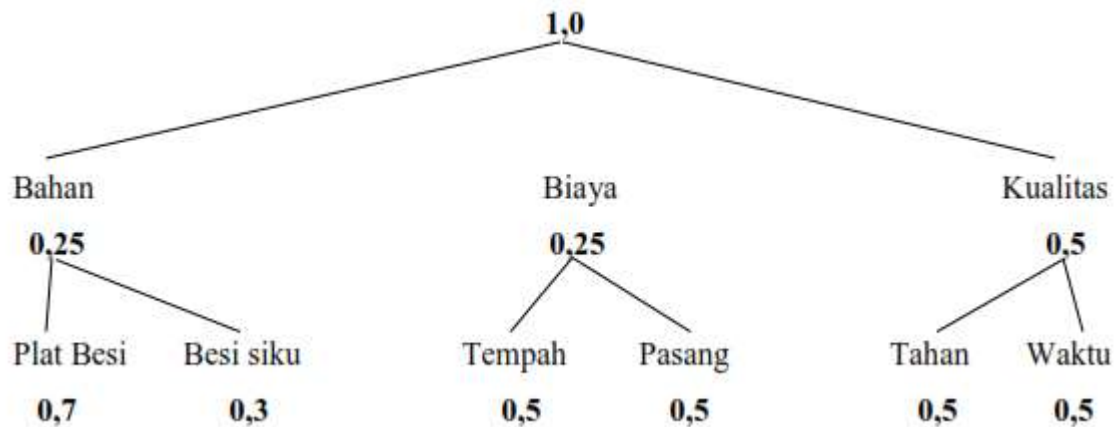 1,0
Bahan Biaya Kualitas
0,25 0,25 0,5
Plat Besi Besi siku Tempah Pasang Tahan Waktu
0,7 0,3 0,5 0,5 0,5 0,5